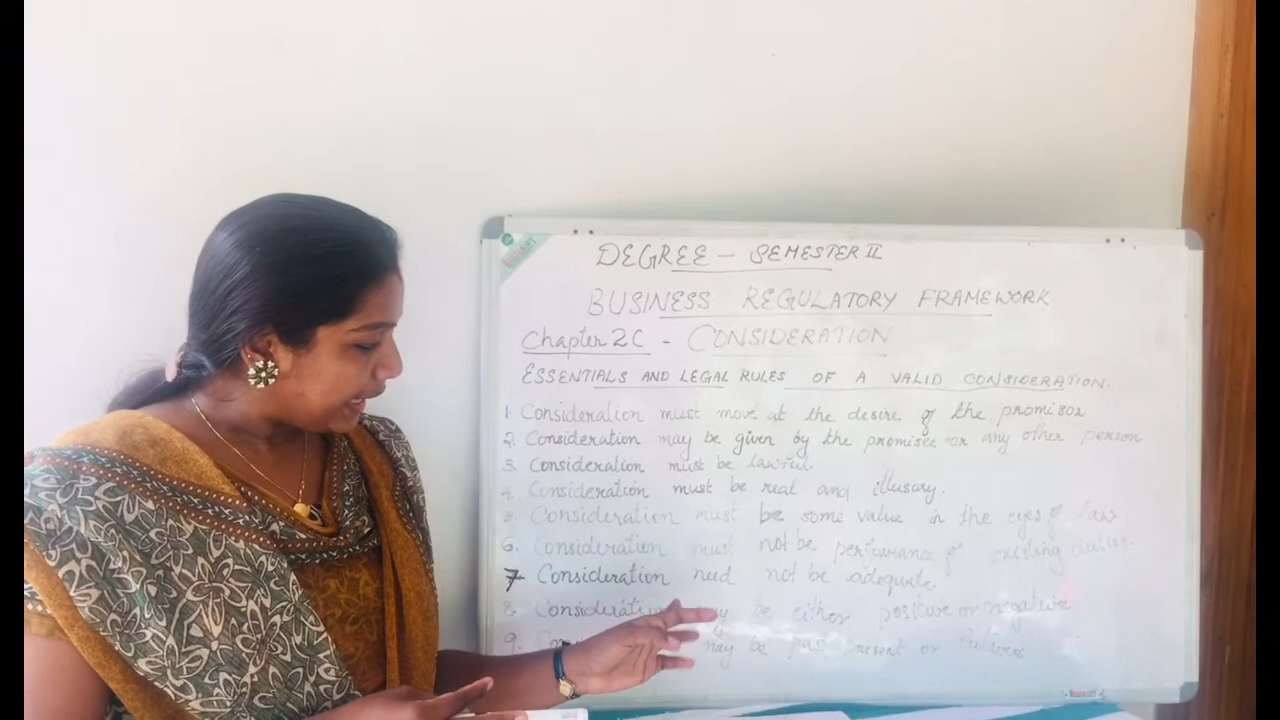 DEGREE - SEMESTER II
BUSINESS REGULATORY FRAMEWORK
Chapter 2C - CONSIDERATION
ESSENTIALS AND LEGAL RULES OF A VALID CONSIDERATION.
1. Consideration must move at the desire of the promisor
2. Consideration may be given by the promisee or any other person
3. Consideration must be lawful.
4. Consideration must be real and illusory.
5. Consideration must be some value in the eyes of law
6. Consideration must not be performance of existing duties.
7 Consideration need not be adequate.
8. Consideration be either positive or negative
9. may be past present or future